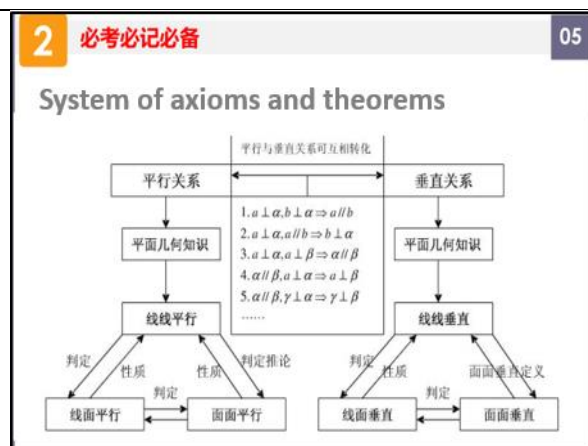 2
必考必记必备
05
System of axioms and theorems
平行与垂直关系可互相转化
平行关系
垂直关系
1.a⊥α,b⊥α⇒a//b
2.a⊥α,a//b⇒b⊥α
3.a⊥α,a⊥β⇒α//β
4.α//β,a⊥α⇒a⊥β
5.α//β,γ⊥α⇒γ⊥β
……
平面几何知识
平面几何知识
线线平行
线线垂直
判定
性质
性质
判定推论
判定
性质
面面垂直定义
判定
判定
线面平行
面面平行
线面垂直
面面垂直